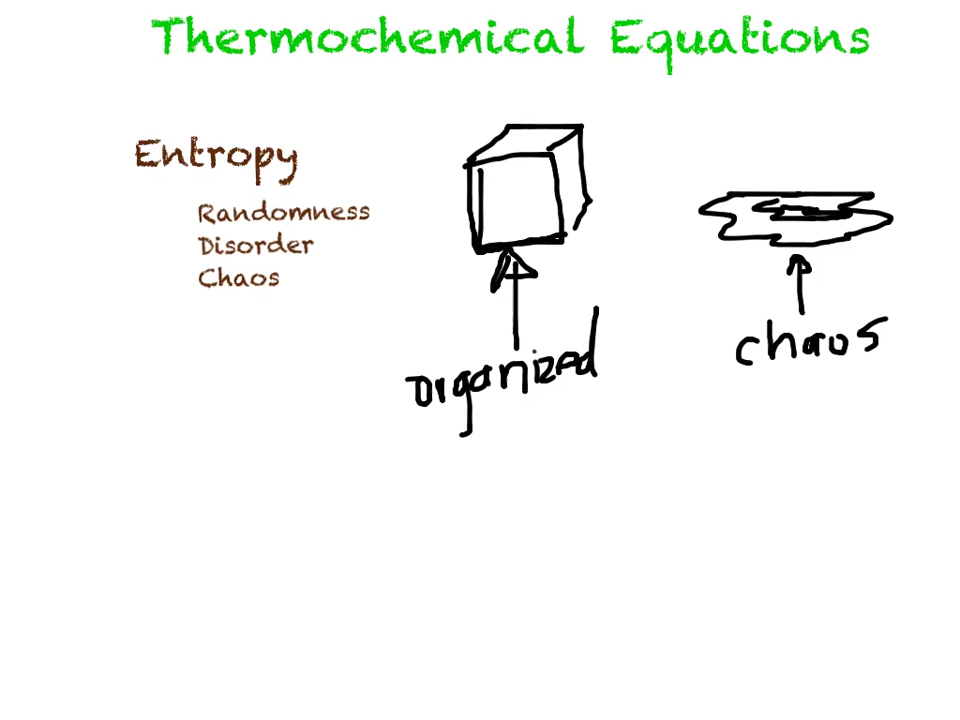 Thermochemical Equations
Entropy
Randomness
Disorder
Chaos
organized
chaos